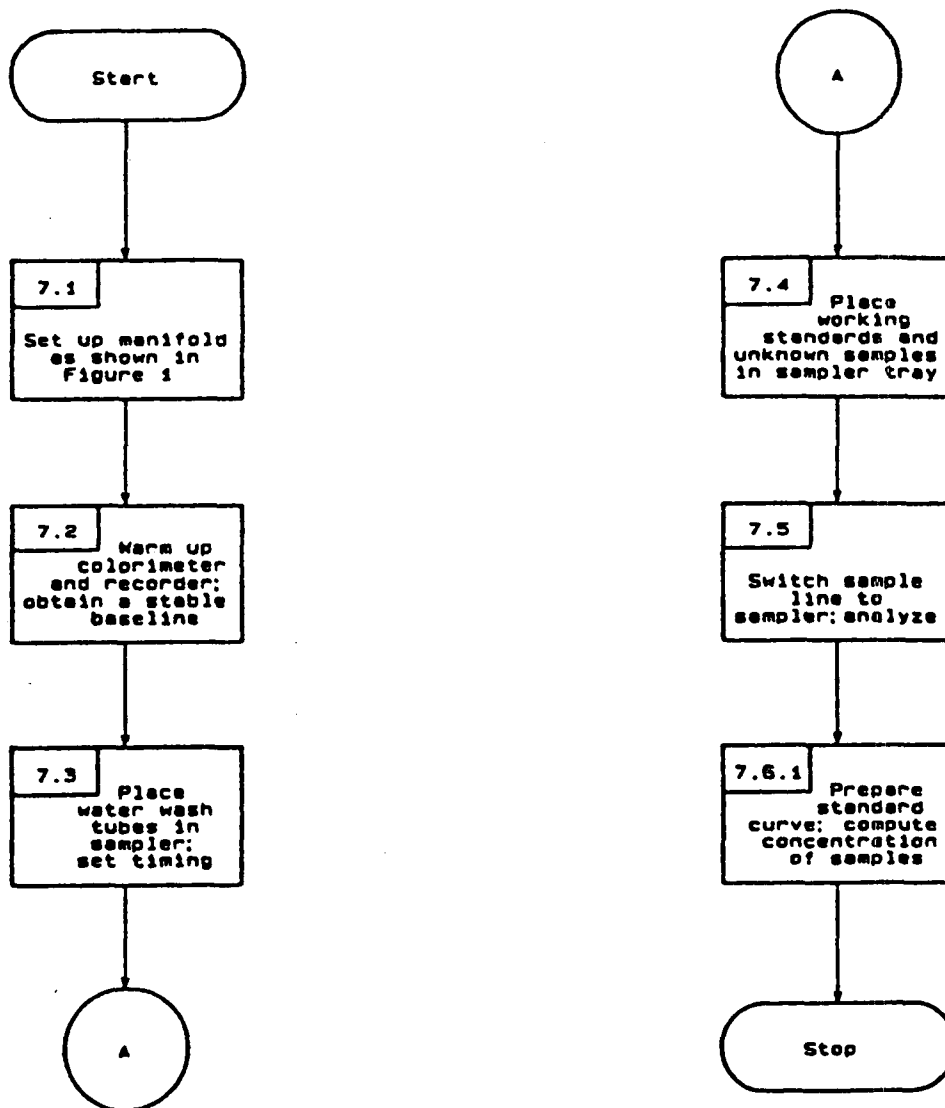 Start
7.1
Set up manifold
as shown in
Figure 1
7.2
Warm up
colorimeter
and recorder;
obtain a stable
baseline
7.3
Place
water wash
tubes in
sampler;
set timing
A
A
7.4
Place
working
standards and
unknown samples
in sampler tray
7.5
Switch sample
line to
sampler; analyze
7.6.1
Prepare
standard
curve; compute
concentration
of samples
Stop